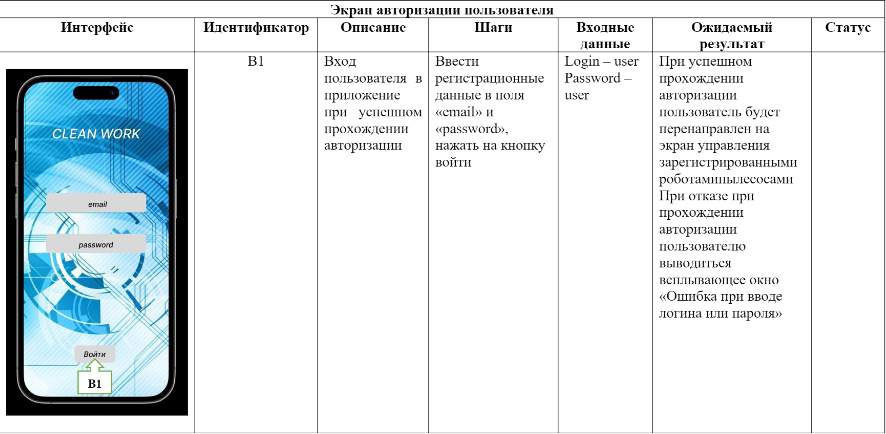 Экран авторизации пользователя
Интерфейс
Идентификатор
Описание
Шаги
Входные
данные
Ожидаемый
результат
Статус
CLEAN WORK
email
password
Войти
B1
B1
Вход
пользователя в
приложение
при успешном
прохождении
авторизации
Ввести
регистрационные
данные в поля
«email» и
«password»,
нажать на кнопку
войти
Login – user
Password –
user
При успешном
прохождении
авторизации
пользователь будет
перенаправлен на
экран управления
зарегистрированными
роботамипылесосами
При отказе при
прохождении
авторизации
пользователю
выводиться
всплывающее окно
«Ошибка при вводе
логина или пароля»